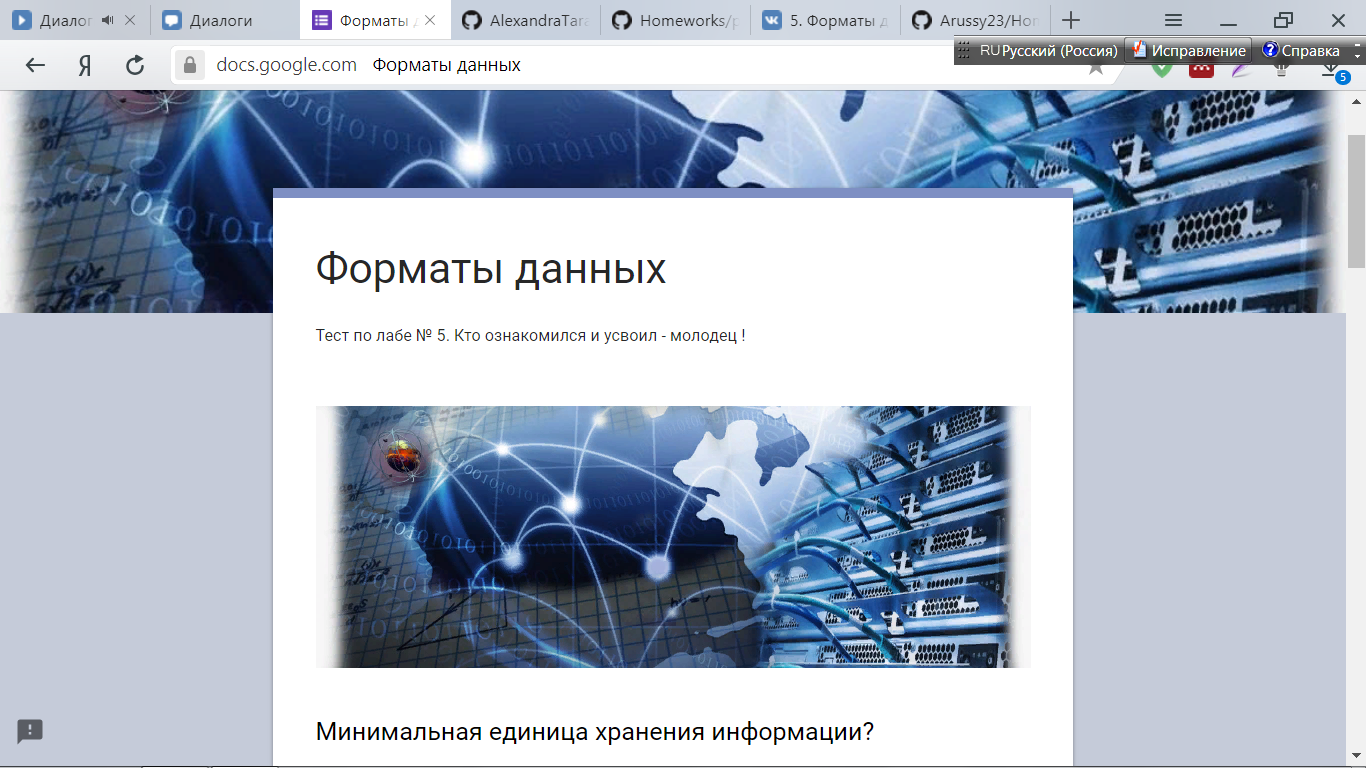 Диалог
Диалоги
Форматы д
AlexandraTara
Homeworks/p
5. Форматы д
Arussy23/Hom
RU Русский (Россия)
Исправление
Справка
Я
docs.google.com
Форматы данных
5
Форматы данных
Тест по лабе № 5. Кто ознакомился и усвоил - молодец !
Минимальная единица хранения информации?